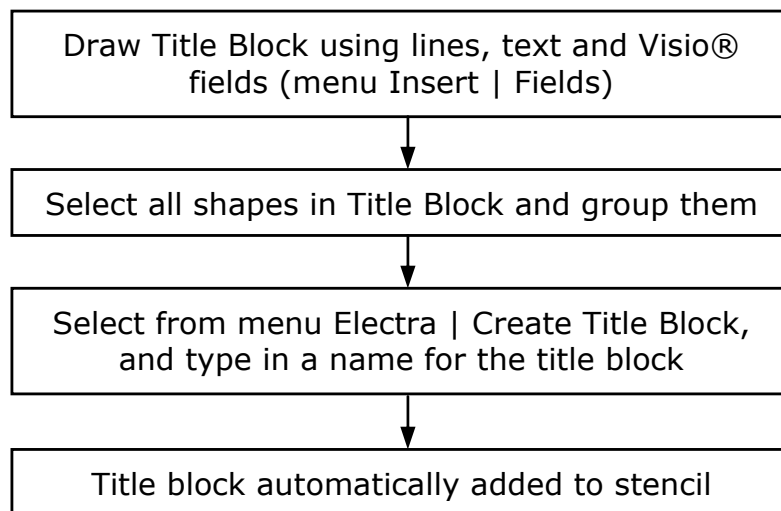 Draw Title Block using lines, text and Visio®
fields (menu Insert | Fields)
Select all shapes in Title Block and group them
Select from menu Electra | Create Title Block,
and type in a name for the title block
Title block automatically added to stencil